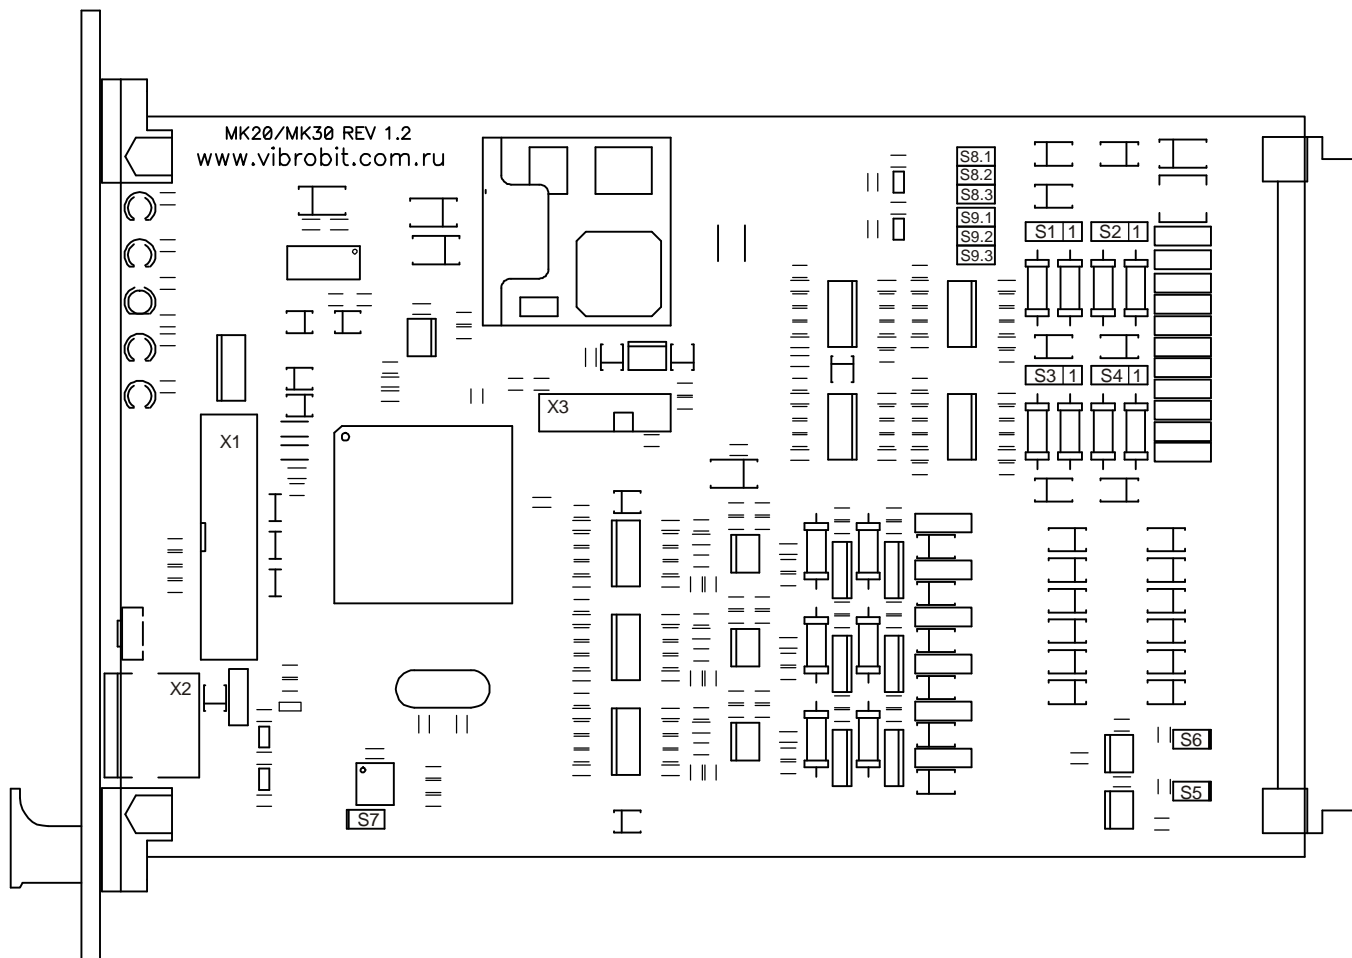 MK20/MK30 REV 1.2
www.vibrobit.com.ru
S8.1
S8.2
S8.3
S9.1
S9.2
S9.3
S1 1 S2 1
S3 1 S4 1
X3
X1
X2
S6
S5
S7